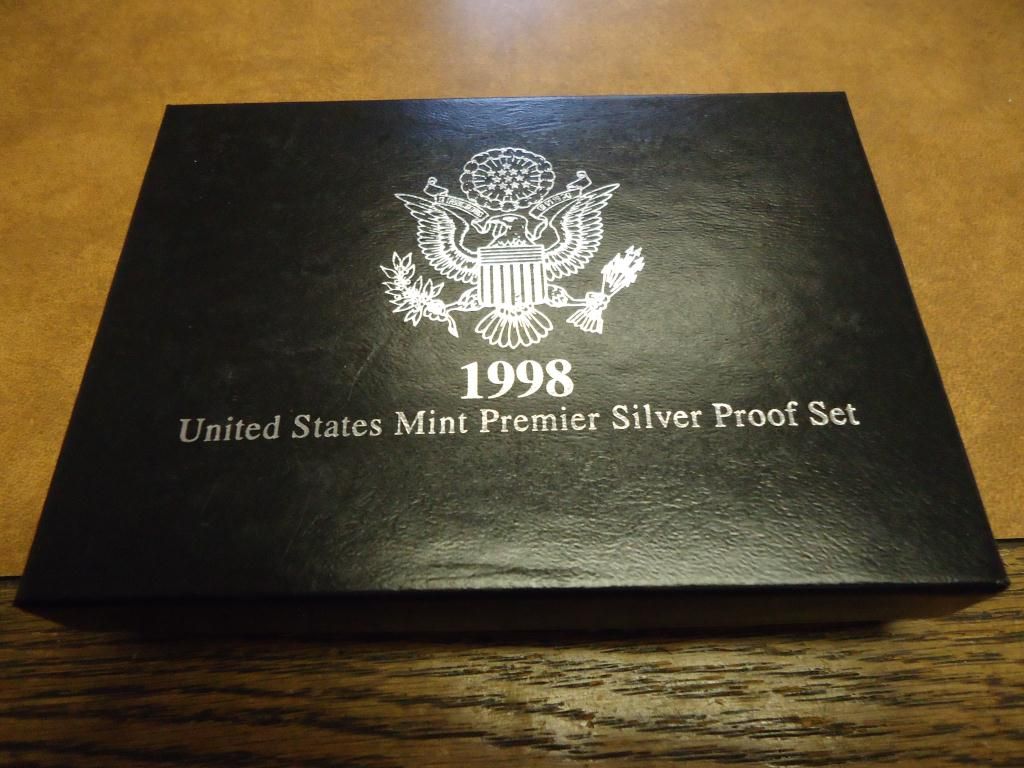 1998
United States Mint Premier Silver Proof Set